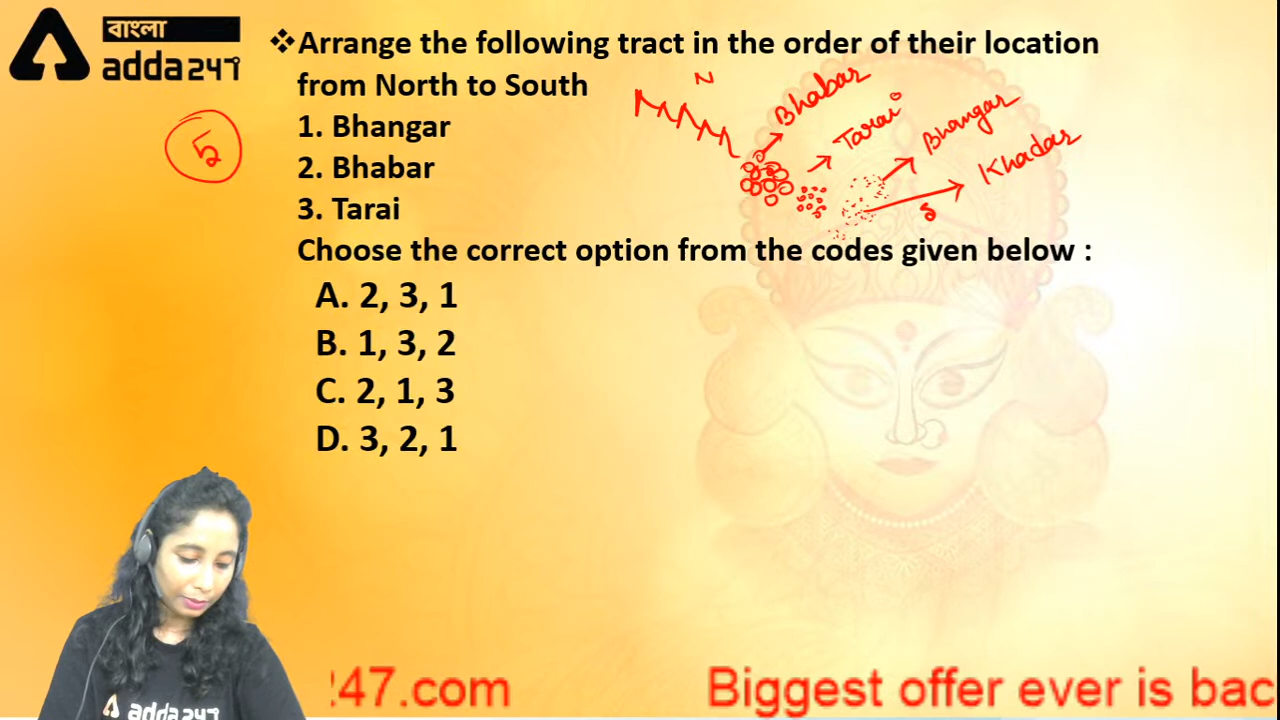 বাংলা
adda247
❖Arrange the following tract in the order of their location
from North to South
1. Bhangar
2. Bhabar
3. Tarai
Choose the correct option from the codes given below :
A. 2, 3, 1
B. 1, 3, 2
C. 2, 1, 3
D. 3, 2, 1
5
N
Bhabar
Tarai
Bhangar
Khadar
S
adda247
247.com
Biggest offer ever is bac